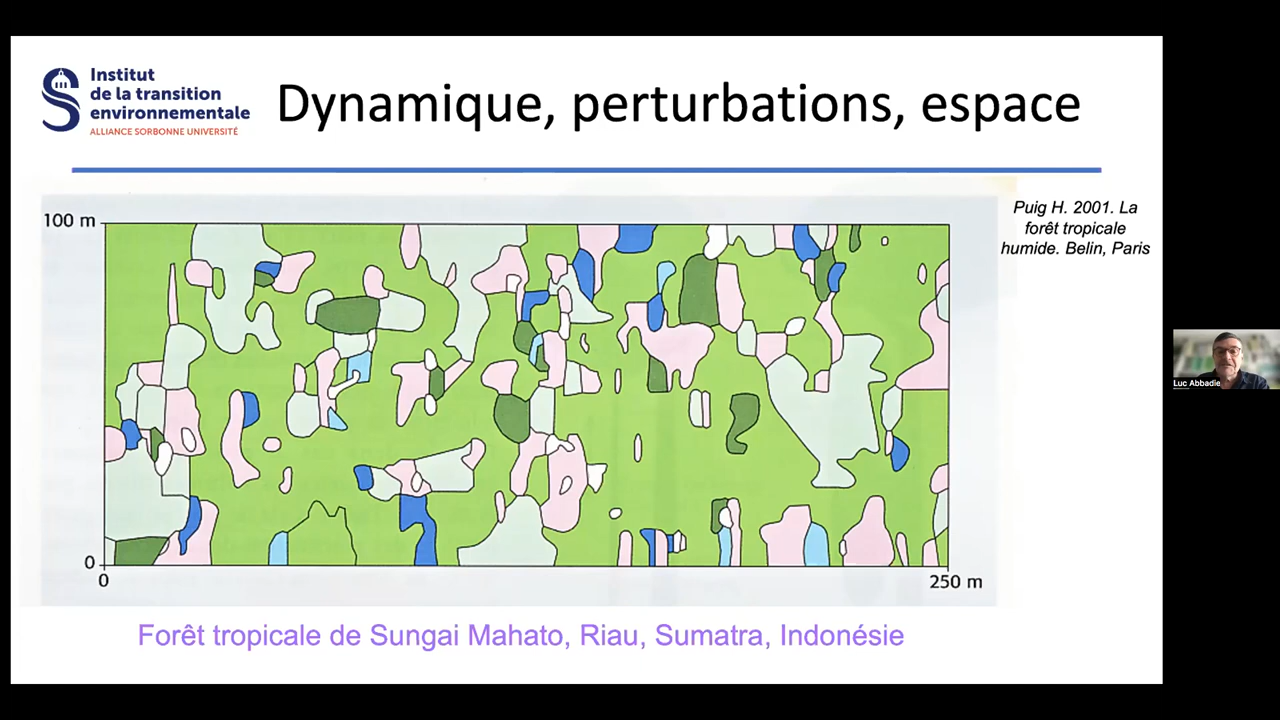 Institut
de la transition
environnementale
ALLIANCE SORBONNE UNIVERSITÉ
Dynamique, perturbations, espace
Puig H. 2001. La
forêt tropicale
humide. Belin, Paris
100 m
0
0
250 m
Luc Abbadie
Forêt tropicale de Sungai Mahato, Riau, Sumatra, Indonésie